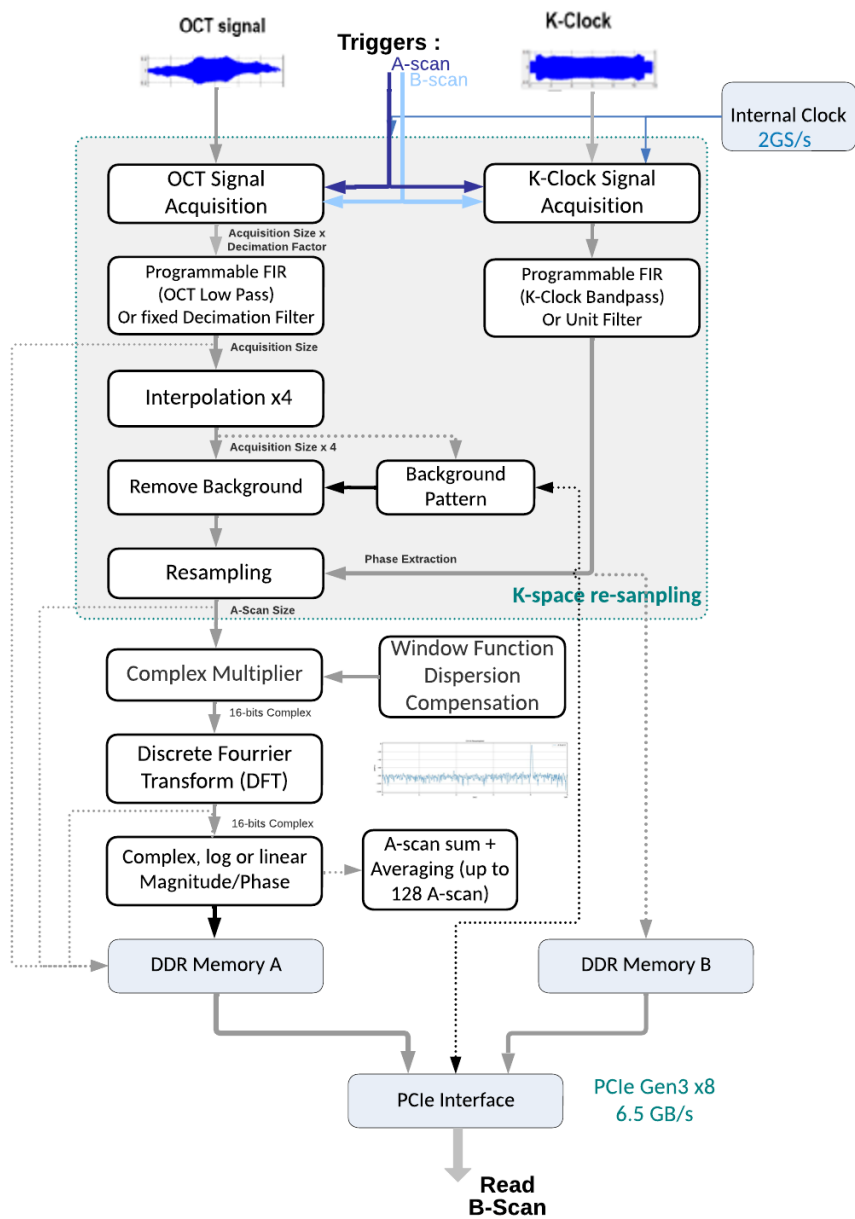 OCT signal
K-Clock
Triggers :
A-scan
B-scan
Internal Clock
2GS/s
OCT Signal
Acquisition
K-Clock Signal
Acquisition
Acquisition Size x
Decimation Factor
Programmable FIR
(OCT Low Pass)
Or fixed Decimation Filter
Programmable FIR
(K-Clock Bandpass)
Or Unit Filter
Acquisition Size
Interpolation x4
Acquisition Size x 4
Remove Background
Background
Pattern
Phase Extraction
Resampling
K-space re-sampling
A-Scan Size
Complex Multiplier
Window Function
Dispersion
Compensation
16-bits Complex
Discrete Fourrier
Transform (DFT)
16-bits Complex
Complex, log or linear
Magnitude/Phase
A-scan sum +
Averaging (up to
128 A-scan)
DDR Memory A
DDR Memory B
PCIe Interface
PCIe Gen3 x8
6.5 GB/s
Read
B-Scan